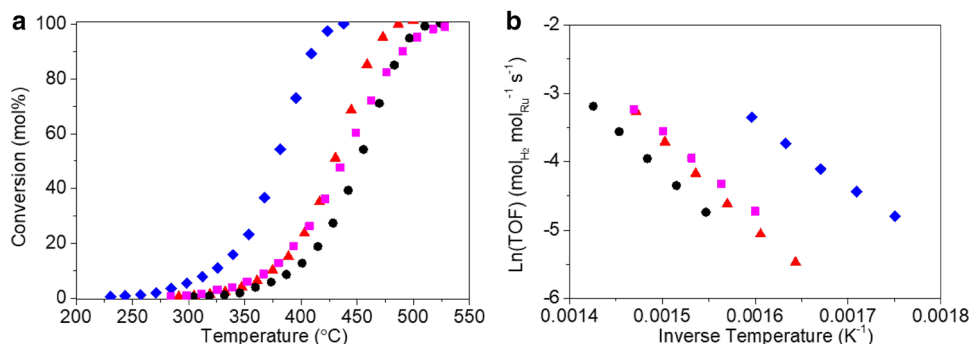 a
100
80
60
40
20
0
Conversion (mol%)
200 250 300 350 400 450 500 550
Temperature (°C)
b
-2
-3
-4
-5
-6
Ln(TOF) (mol_H2 mol_Ru^-1 s^-1)
0.0014 0.0015 0.0016 0.0017 0.0018
Inverse Temperature (K^-1)